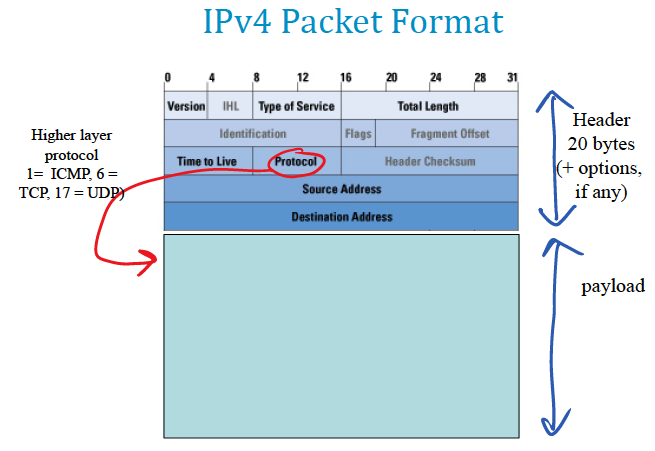 IPv4 Packet Format
0 4 8 12 16 20 24 28 31
Version IHL Type of Service Total Length
Identification Flags Fragment Offset
Time to Live Protocol Header Checksum
Source Address
Destination Address
Higher layer
protocol
1= ICMP, 6 =
TCP, 17 = UDP)
Header
20 bytes
(+ options,
if any)
payload